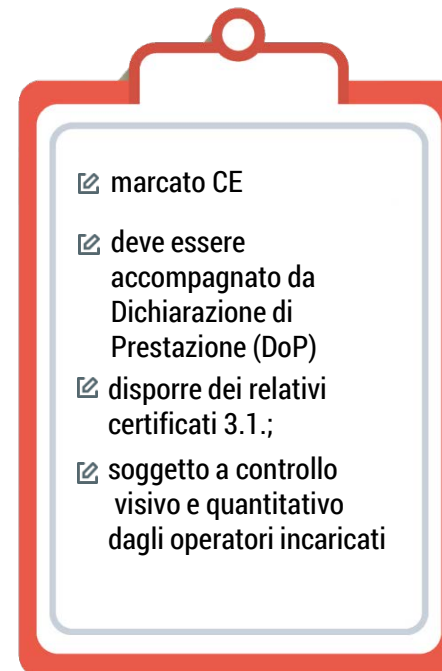 marcato CE
deve essere
accompagnato da
Dichiarazione di
Prestazione (DoP)
disporre dei relativi
certificati 3.1.;
soggetto a controllo
visivo e quantitativo
dagli operatori incaricati